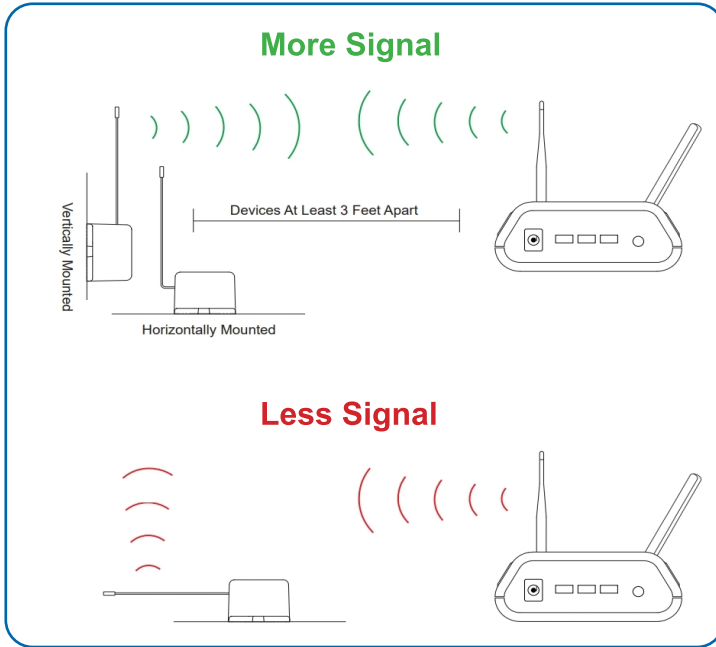 More Signal
Devices At Least 3 Feet Apart
Vertically Mounted
Horizontally Mounted
Less Signal